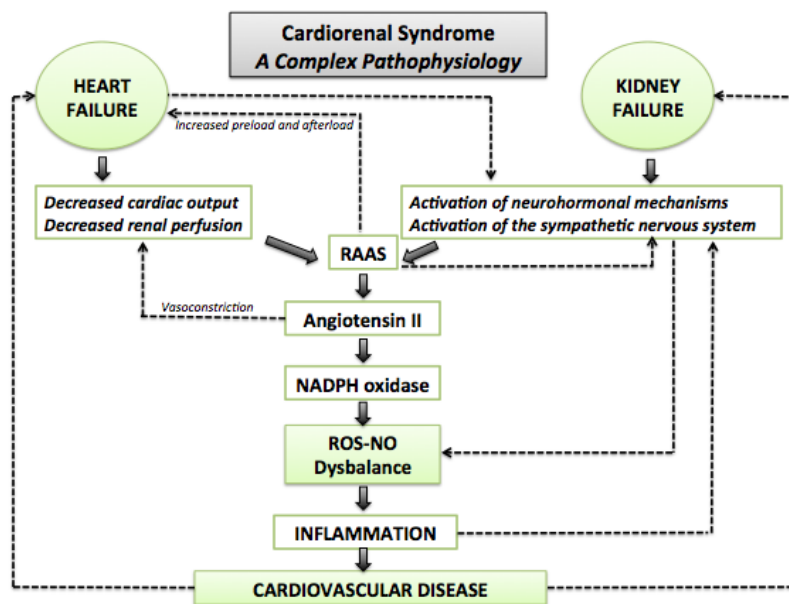 Cardiorenal Syndrome
A Complex Pathophysiology
HEART
FAILURE
KIDNEY
FAILURE
Increased preload and afterload
Decreased cardiac output
Decreased renal perfusion
Activation of neurohormonal mechanisms
Activation of the sympathetic nervous system
RAAS
Vasoconstriction
Angiotensin II
NADPH oxidase
ROS-NO
Dysbalance
INFLAMMATION
CARDIOVASCULAR DISEASE